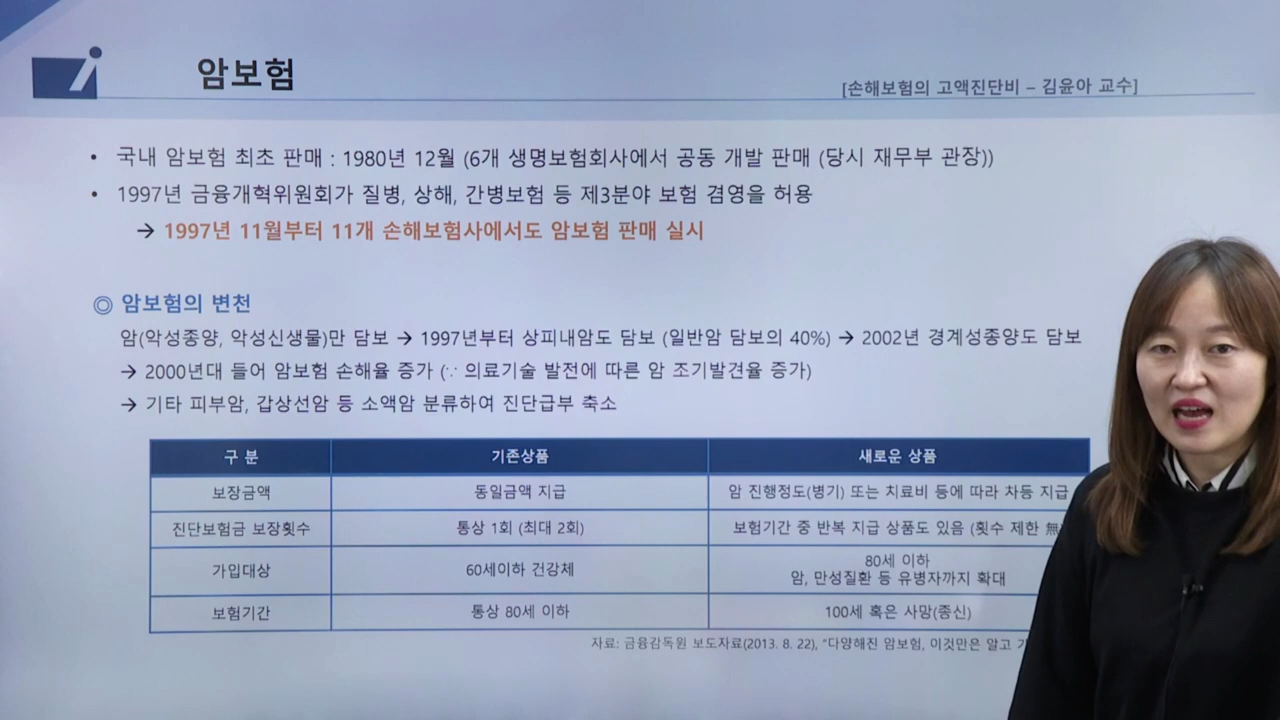 암보험
[손해보험의 고액진단비 – 김윤아 교수]
• 국내 암보험 최초 판매 : 1980년 12월 (6개 생명보험회사에서 공동 개발 판매 (당시 재무부 관장))
• 1997년 금융개혁위원회가 질병, 상해, 간병보험 등 제3분야 보험 겸영을 허용
→ 1997년 11월부터 11개 손해보험사에서도 암보험 판매 실시
◎ 암보험의 변천
암(악성종양, 악성신생물)만 담보 → 1997년부터 상피내암도 담보 (일반암 담보의 40%) → 2002년 경계성종양도 담보
→ 2000년대 들어 암보험 손해율 증가 (∵ 의료기술 발전에 따른 암 조기발견율 증가)
→ 기타 피부암, 갑상선암 등 소액암 분류하여 진단급부 축소
구 분 기존상품 새로운 상품
보장금액 동일금액 지급 암 진행정도(병기) 또는 치료비 등에 따라 차등 지급
진단보험금 보장횟수 통상 1회 (최대 2회) 보험기간 중 반복 지급 상품도 있음 (횟수 제한 無
가입대상 60세이하 건강체 80세 이하
암, 만성질환 등 유병자까지 확대
보험기간 통상 80세 이하 100세 혹은 사망(종신)
자료: 금융감독원 보도자료(2013. 8. 22), "다양해진 암보험, 이것만은 알고